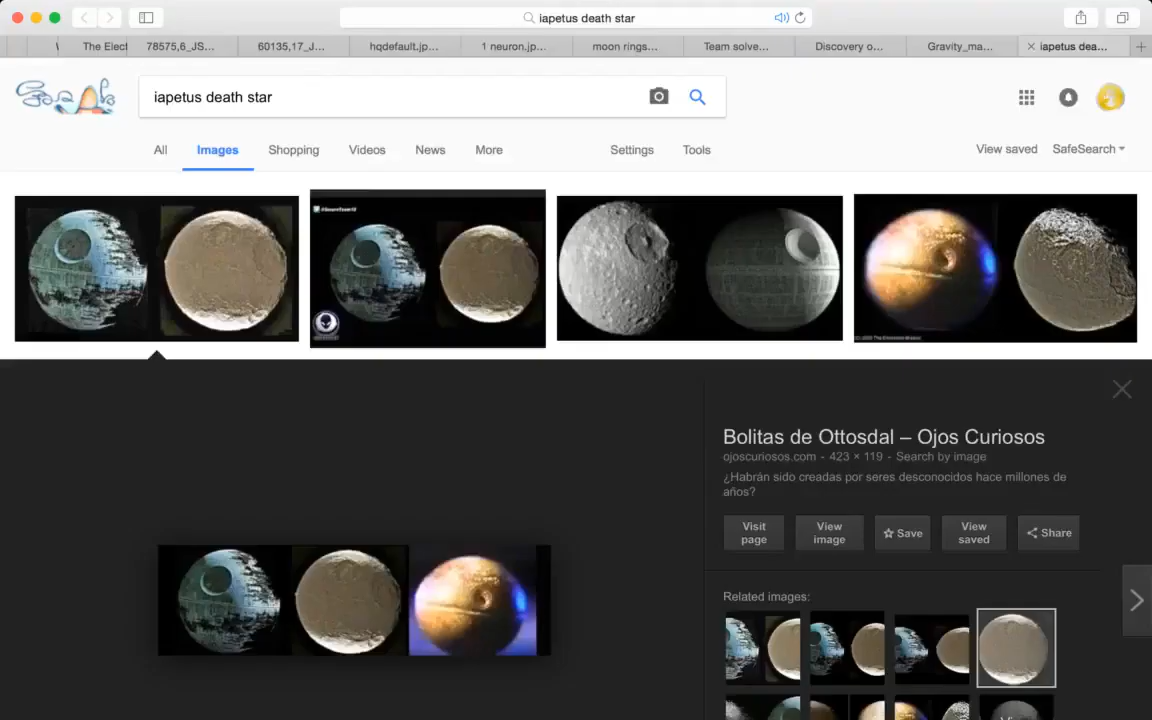 iapetus death star
The Elect
78575,6_JS...
60135,17_J...
hqdefault.jp...
1 neuron.jp...
moon rings...
Team solve...
Discovery o...
Gravity_ma...
iapetus dea...
iapetus death star
All
Images
Shopping
Videos
News
More
Settings
Tools
View saved
SafeSearch
Bolitas de Ottosdal – Ojos Curiosos
ojoscuriosos.com - 423 × 119 - Search by image
¿Habrán sido creadas por seres desconocidos hace millones de
años?
Visit
page
View
image
Save
View
saved
Share
Related images: